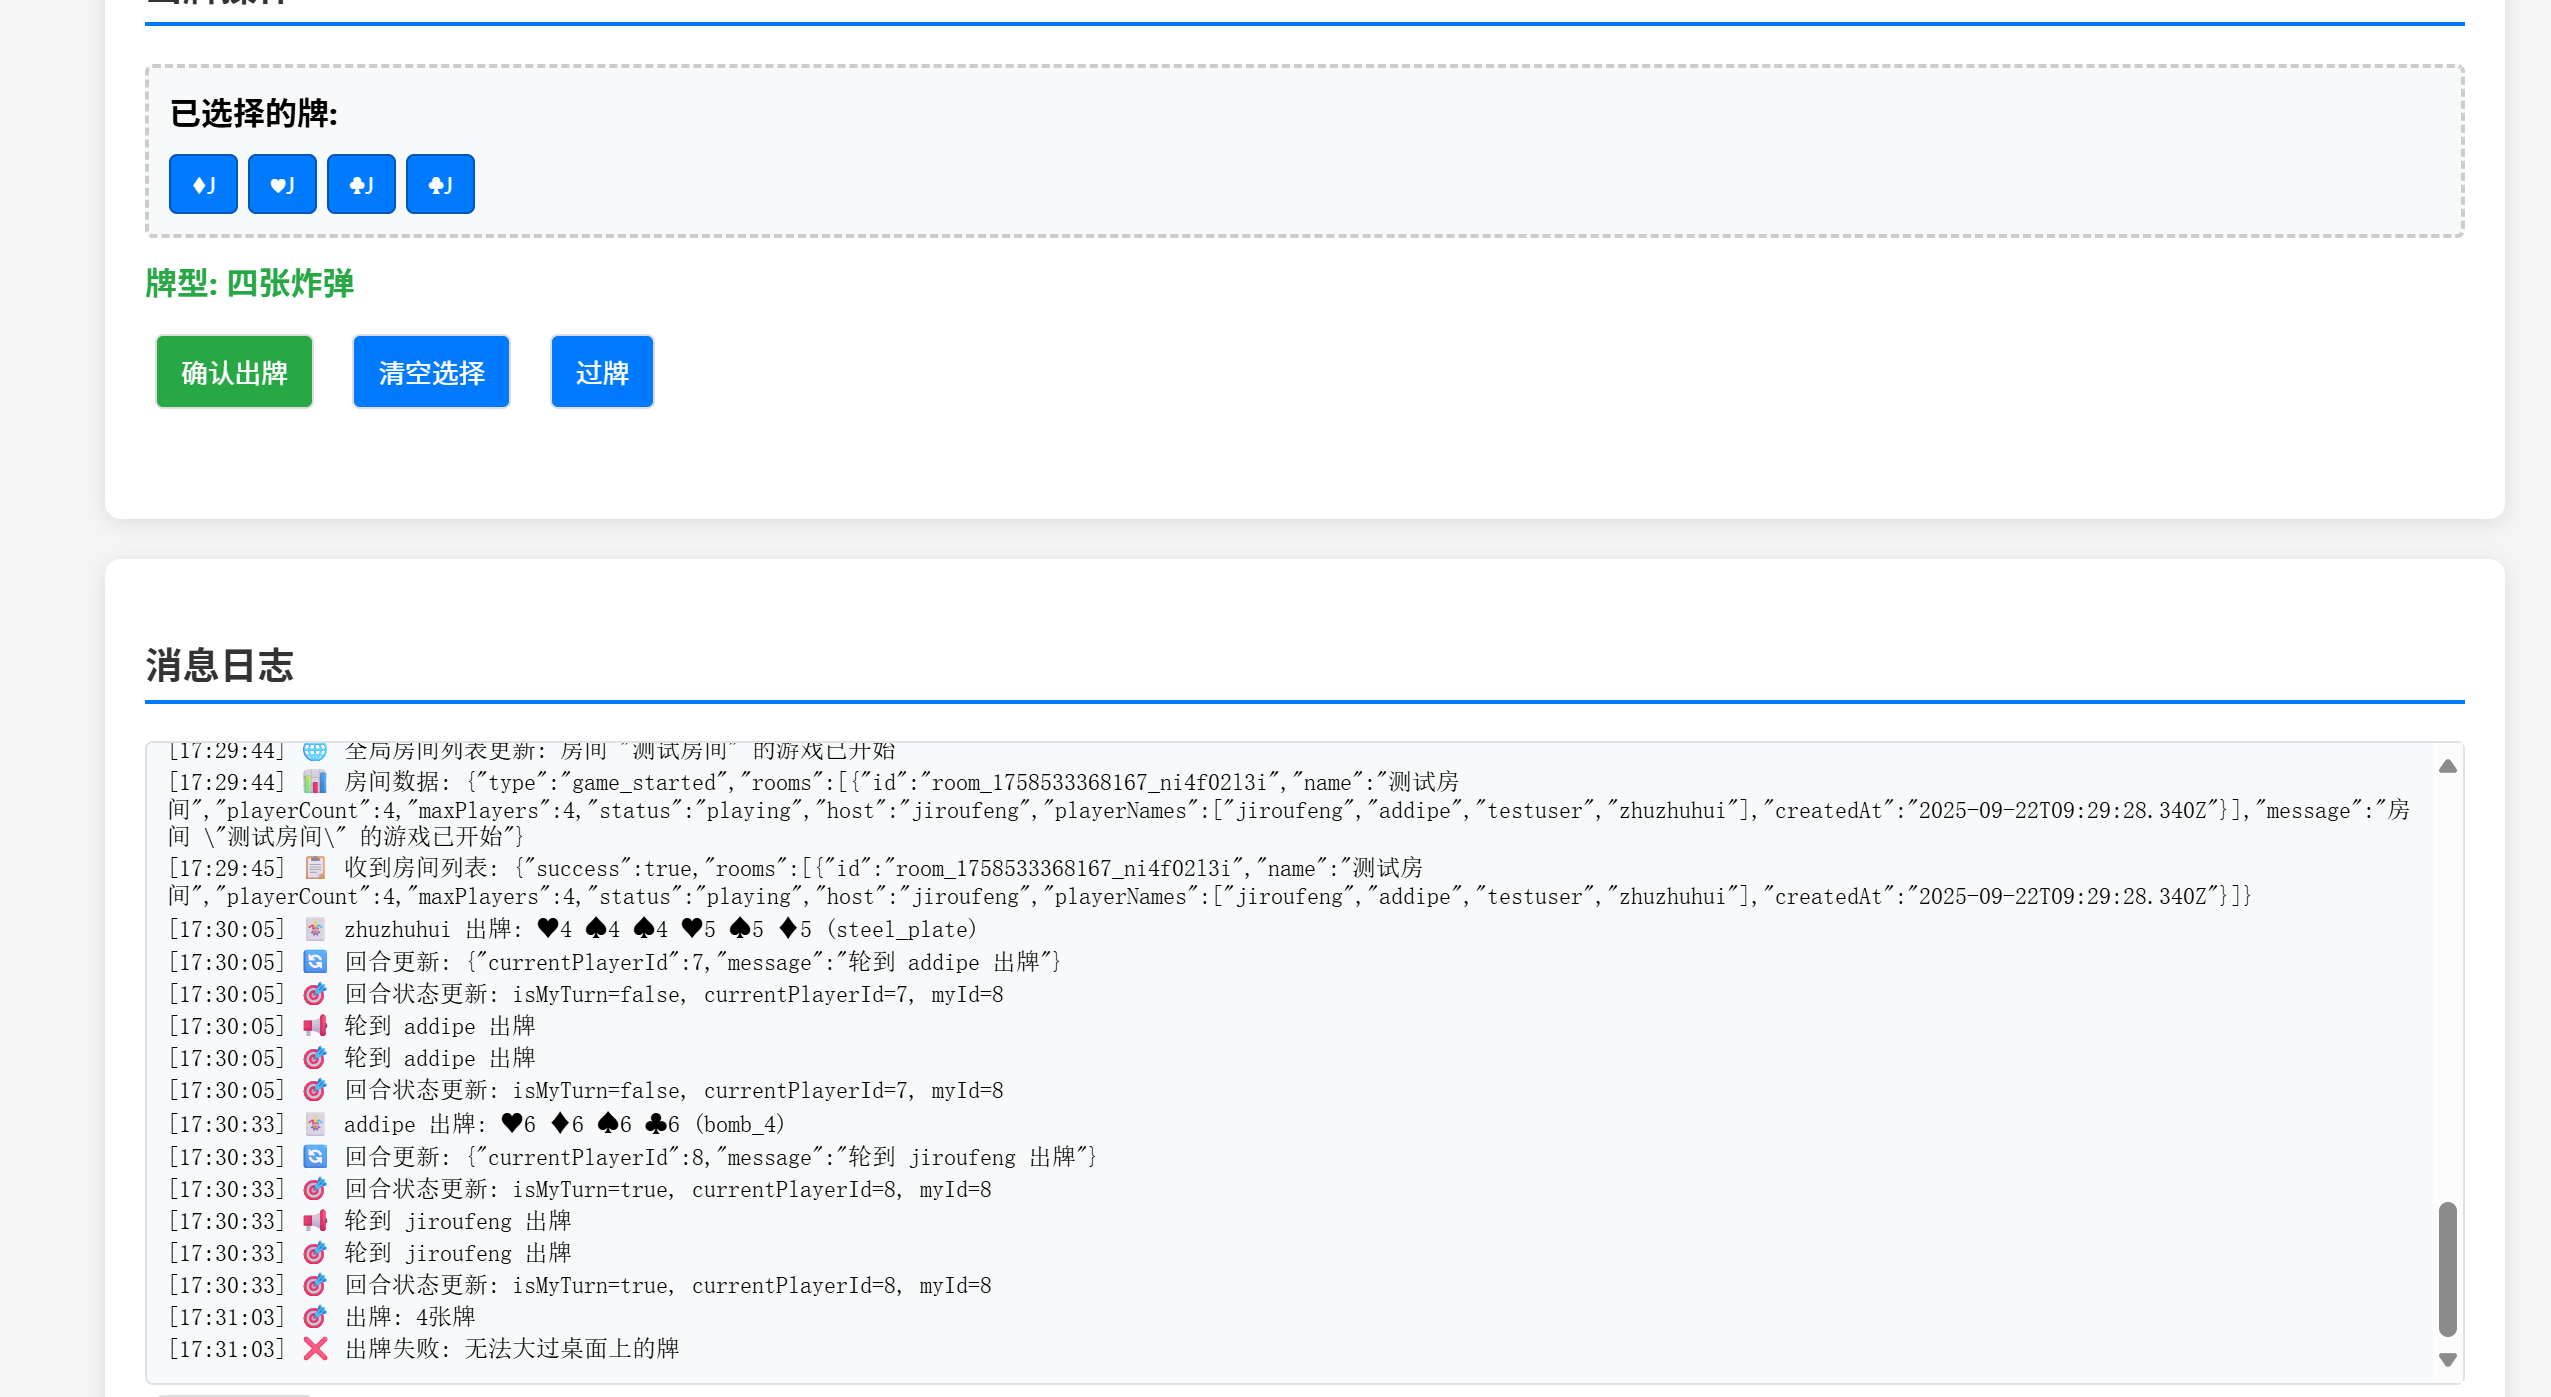 已选择的牌:
♦J ♥J ♣J ♣J
牌型: 四张炸弹
确认出牌 清空选择 过牌
消息日志
[17:29:44] 🌐 全局房间列表更新: 房间 "测试房间" 的游戏已开始
[17:29:44] 📊 房间数据: {"type":"game_started","rooms":[{"id":"room_1758533368167_ni4f02l3i","name":"测试房
间","playerCount":4,"maxPlayers":4,"status":"playing","host":"jiroufeng","playerNames":["jiroufeng","addipe","testuser","zhuzhuhui"],"createdAt":"2025-09-22T09:29:28.340Z"}],"message":"房
间 \"测试房间\" 的游戏已开始"}
[17:29:45] 📋 收到房间列表: {"success":true,"rooms":[{"id":"room_1758533368167_ni4f02l3i","name":"测试房
间","playerCount":4,"maxPlayers":4,"status":"playing","host":"jiroufeng","playerNames":["jiroufeng","addipe","testuser","zhuzhuhui"],"createdAt":"2025-09-22T09:29:28.340Z"}]}
[17:30:05] 🃏 zhuzhuhui 出牌: ♥4 ♠4 ♠4 ♥5 ♠5 ♦5 (steel_plate)
[17:30:05] 🔄 回合更新: {"currentPlayerId":7,"message":"轮到 addipe 出牌"}
[17:30:05] 🎯 回合状态更新: isMyTurn=false, currentPlayerId=7, myId=8
[17:30:05] 📢 轮到 addipe 出牌
[17:30:05] 🎯 轮到 addipe 出牌
[17:30:05] 🎯 回合状态更新: isMyTurn=false, currentPlayerId=7, myId=8
[17:30:33] 🃏 addipe 出牌: ♥6 ♦6 ♠6 ♣6 (bomb_4)
[17:30:33] 🔄 回合更新: {"currentPlayerId":8,"message":"轮到 jiroufeng 出牌"}
[17:30:33] 🎯 回合状态更新: isMyTurn=true, currentPlayerId=8, myId=8
[17:30:33] 📢 轮到 jiroufeng 出牌
[17:30:33] 🎯 轮到 jiroufeng 出牌
[17:30:33] 🎯 回合状态更新: isMyTurn=true, currentPlayerId=8, myId=8
[17:31:03] 🎯 出牌: 4张牌
[17:31:03] ❌ 出牌失败: 无法大过桌面上的牌